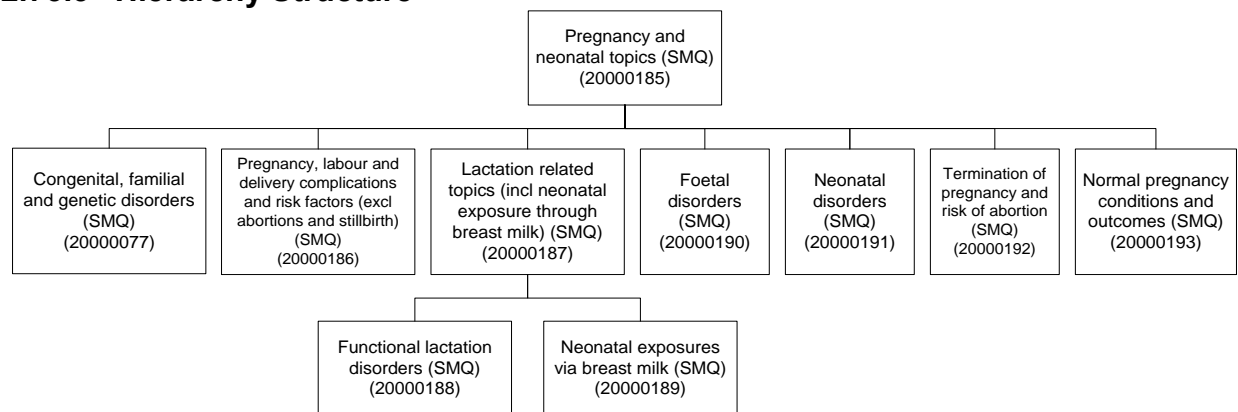 Hierarchy Structure
Pregnancy and
neonatal topics (SMQ)
(20000185)
Congenital, familial
and genetic disorders
(SMQ)
(20000077)
Pregnancy, labour and
delivery complications
and risk factors (excl
abortions and stillbirth)
(SMQ)
(20000186)
Lactation related
topics (incl neonatal
exposure through
breast milk) (SMQ)
(20000187)
Foetal
disorders
(SMQ)
(20000190)
Neonatal
disorders
(SMQ)
(20000191)
Termination of
pregnancy and
risk of abortion
(SMQ)
(20000192)
Normal pregnancy
conditions and
outcomes (SMQ)
(20000193)
Functional lactation
disorders (SMQ)
(20000188)
Neonatal exposures
via breast milk (SMQ)
(20000189)